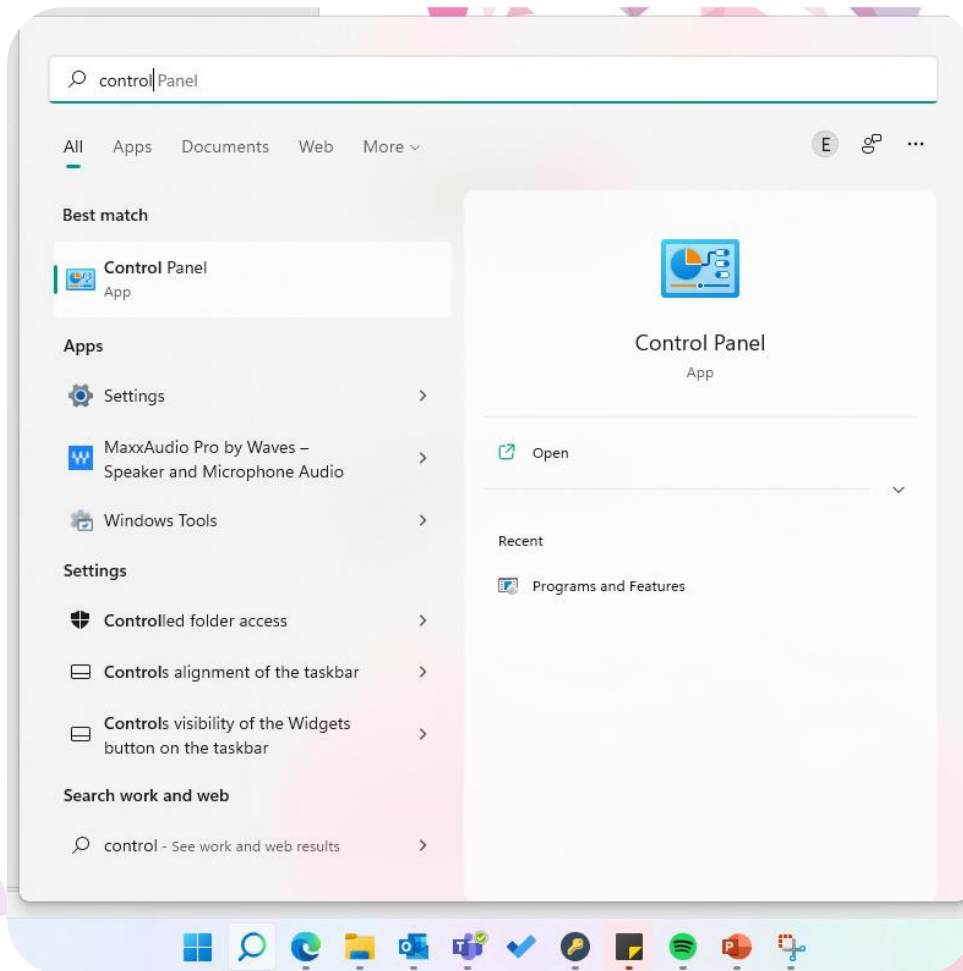 control Panel
All Apps Documents Web More
E
Best match
Control Panel
App
Apps
Settings
MaxxAudio Pro by Waves –
Speaker and Microphone Audio
Windows Tools
Settings
Controlled folder access
Controls alignment of the taskbar
Controls visibility of the Widgets
button on the taskbar
Search work and web
control - See work and web results
Control Panel
App
Open
Recent
Programs and Features